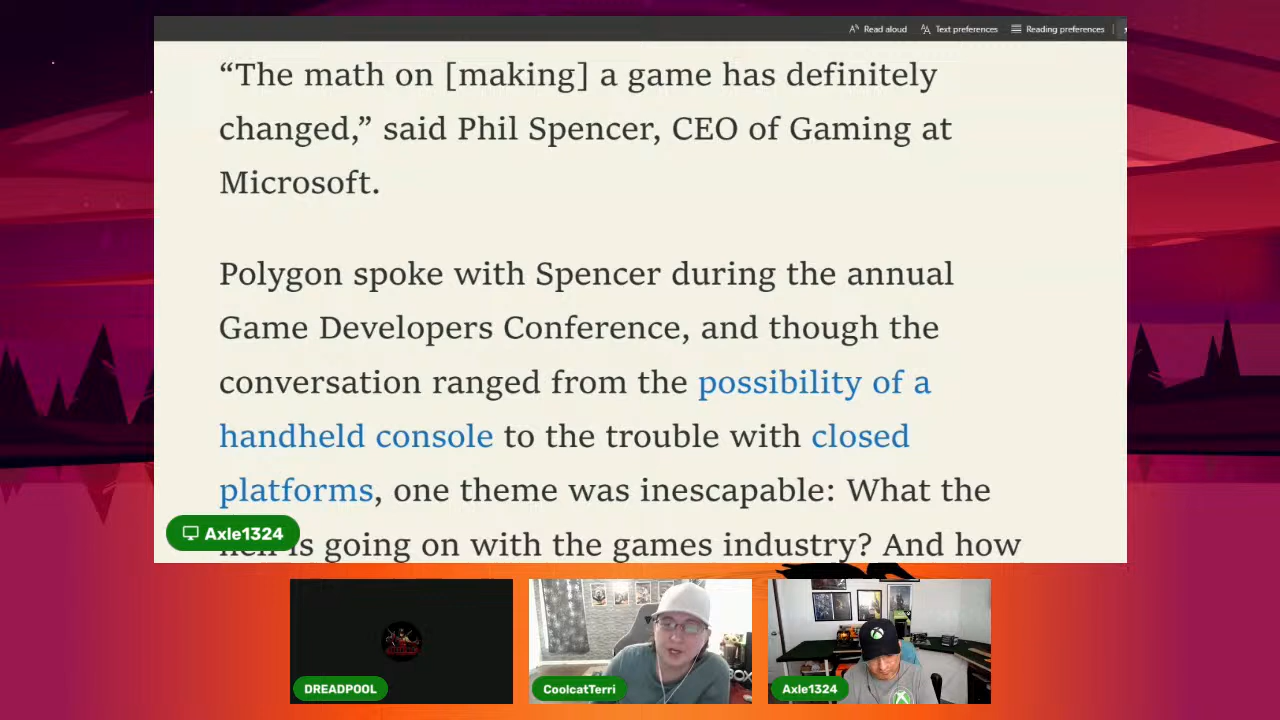 Read aloud
Text preferences
Reading preferences
“The math on [making] a game has definitely
changed,” said Phil Spencer, CEO of Gaming at
Microsoft.
Polygon spoke with Spencer during the annual
Game Developers Conference, and though the
conversation ranged from the possibility of a
handheld console to the trouble with closed
platforms, one theme was inescapable: What the
hell is going on with the games industry? And how
Axle1324
DREADPOOL
CoolcatTerri
Axle1324